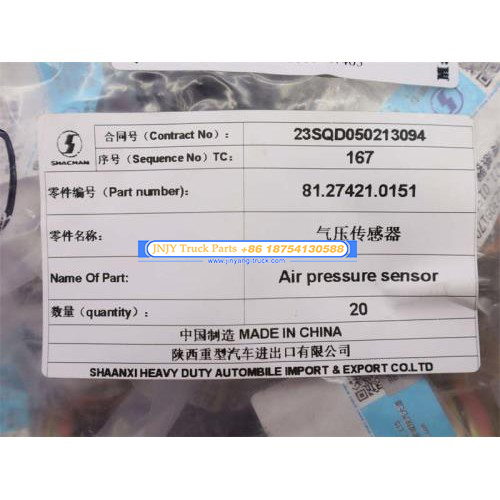 SHACMAN
合同号（Contract No）： 23SQD050213094
序号（Sequence No）TC： 167
零件编号（Part number）: 81.27421.0151
零件名称： 气压传感器
JNJY Truck Parts +86 18754130588
www.jinyang-truck.com
Name Of Part: Air pressure sensor
数量（quantity）： 20
中国制造 MADE IN CHINA
陕西重型汽车进出口有限公司
SHAANXI HEAVY DUTY AUTOMBILE IMPORT & EXPORT CO.LTD